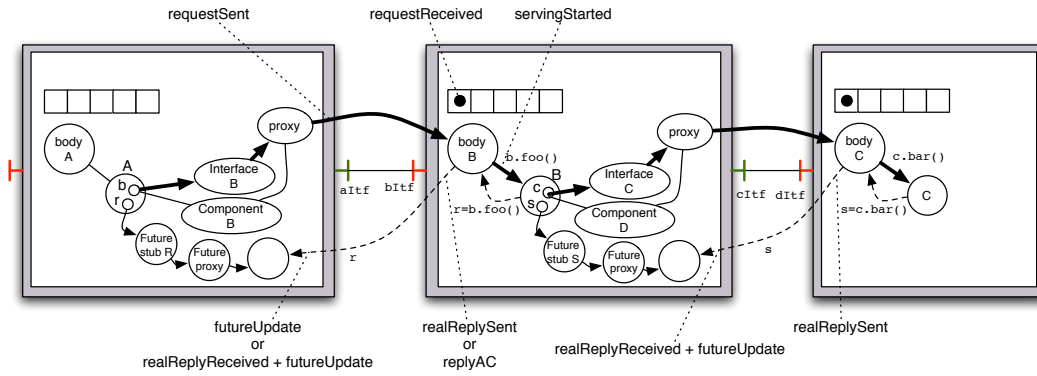 requestSent
requestReceived
servingStarted
body
A
A
b
r
Interface
B
Component
B
proxy
Future
stub R
Future
proxy
aItf
bItf
r
body
B
b.foo()
B
r=b.foo()
c
s
Interface
C
Component
D
proxy
Future
stub S
Future
proxy
cItf
dItf
s
body
C
c.bar()
C
s=c.bar()
futureUpdate
or
realReplyReceived + futureUpdate
realReplySent
or
replyAC
realReplyReceived + futureUpdate
realReplySent